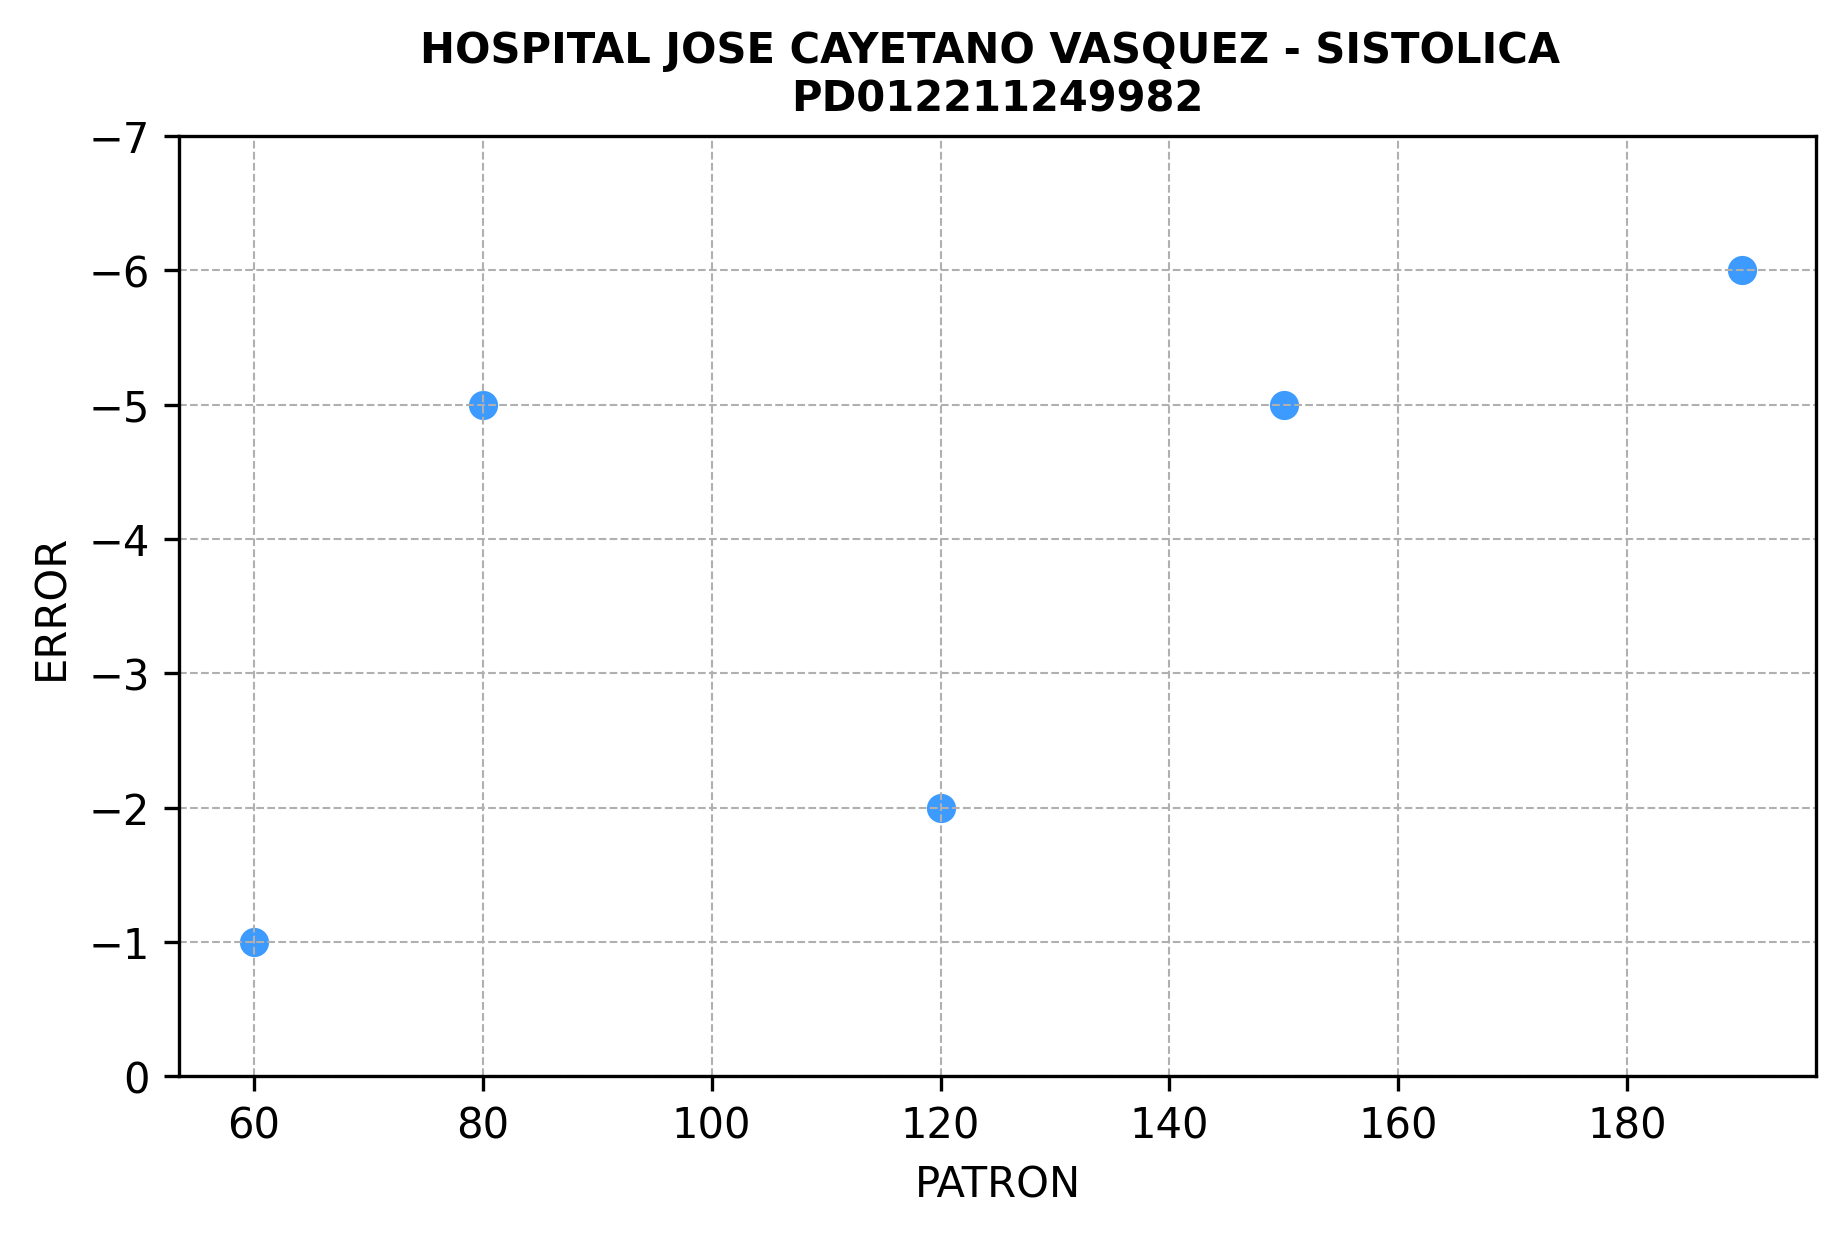 HOSPITAL JOSE CAYETANO VASQUEZ - SISTOLICA
PD012211249982
−7
−6
−5
−4
−3
−2
−1
0
ERROR
60 80 100 120 140 160 180
PATRON